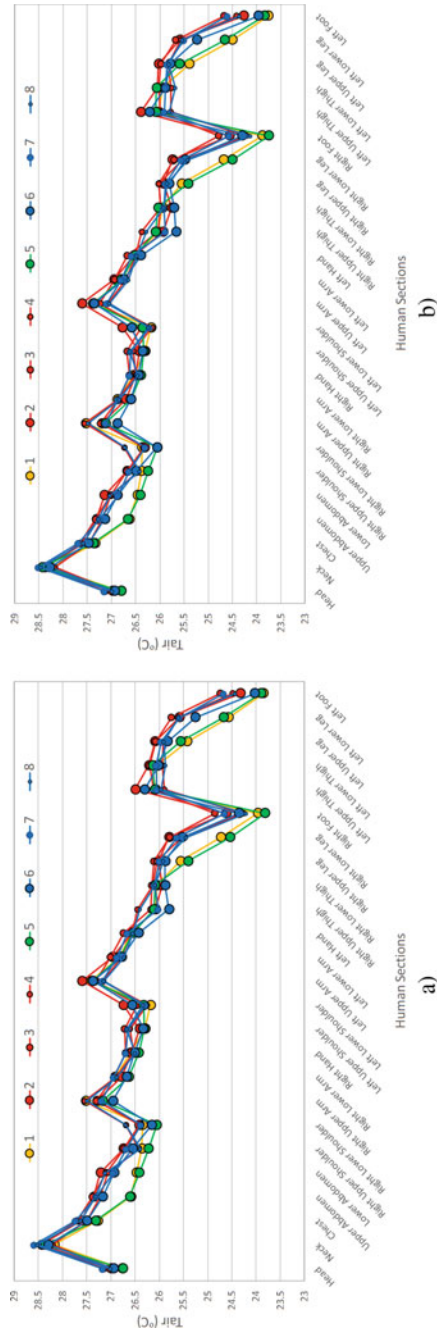 1 2 3 4 5 6 7 8
29
28.5
28
27.5
27
26.5
26
25.5
25
24.5
24
23.5
23
Tair (°C)
Head
Neck
Chest
Upper Abdomen
Lower Abdomen
Right Upper Shoulder
Right Lower Shoulder
Right Upper Arm
Right Lower Arm
Right Hand
Left Upper Shoulder
Left Lower Shoulder
Left Upper Arm
Left Lower Arm
Left Hand
Right Upper Thigh
Right Lower Thigh
Right Upper Leg
Right Lower Leg
Right Foot
Left Upper Thigh
Left Lower Thigh
Left Upper Leg
Left Lower Leg
Left Foot
Human Sections
a)
1 2 3 4 5 6 7 8
29
28.5
28
27.5
27
26.5
26
25.5
25
24.5
24
23.5
23
Tair (°C)
Head
Neck
Chest
Upper Abdomen
Lower Abdomen
Right Upper Shoulder
Right Lower Shoulder
Right Upper Arm
Right Lower Arm
Right Hand
Left Upper Shoulder
Left Lower Shoulder
Left Upper Arm
Left Lower Arm
Left Hand
Right Upper Thigh
Right Lower Thigh
Right Upper Leg
Right Lower Leg
Right Foot
Left Upper Thigh
Left Lower Thigh
Left Upper Leg
Left Lower Leg
Left Foot
Human Sections
b)